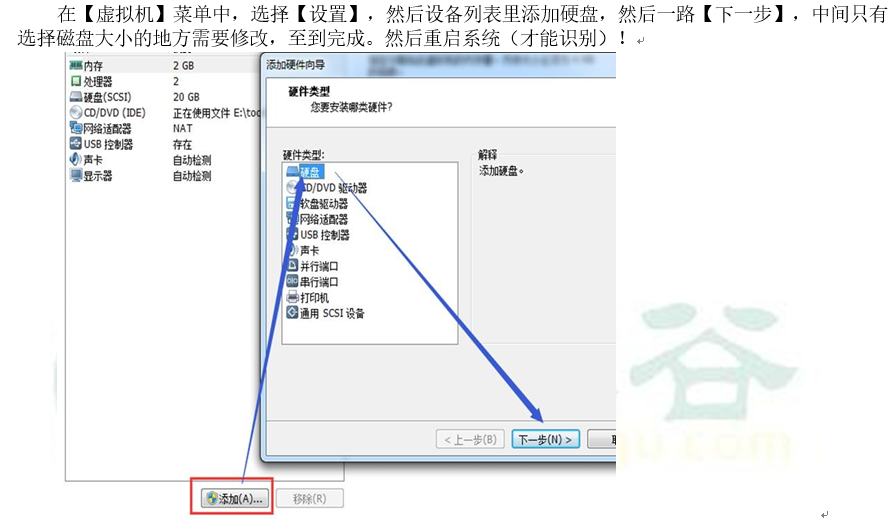 在【虚拟机】菜单中，选择【设置】，然后设备列表里添加硬盘，然后一路【下一步】，中间只有
选择磁盘大小的地方需要修改，至到完成。然后重启系统（才能识别）！
内存 2 GB
处理器 2
硬盘(SCSI) 20 GB
CD/DVD (IDE) 正在使用文件 E:\tool
网络适配器 NAT
USB 控制器 存在
声卡 自动检测
显示器 自动检测
添加硬件向导
硬件类型
您要安装哪类硬件?
硬件类型:
硬盘
CD/DVD 驱动器
软盘驱动器
网络适配器
USB 控制器
声卡
并行端口
串行端口
打印机
通用 SCSI 设备
解释
添加硬盘。
< 上一步(B)
下一步(N) >
添加(A)...
移除(R)
谷